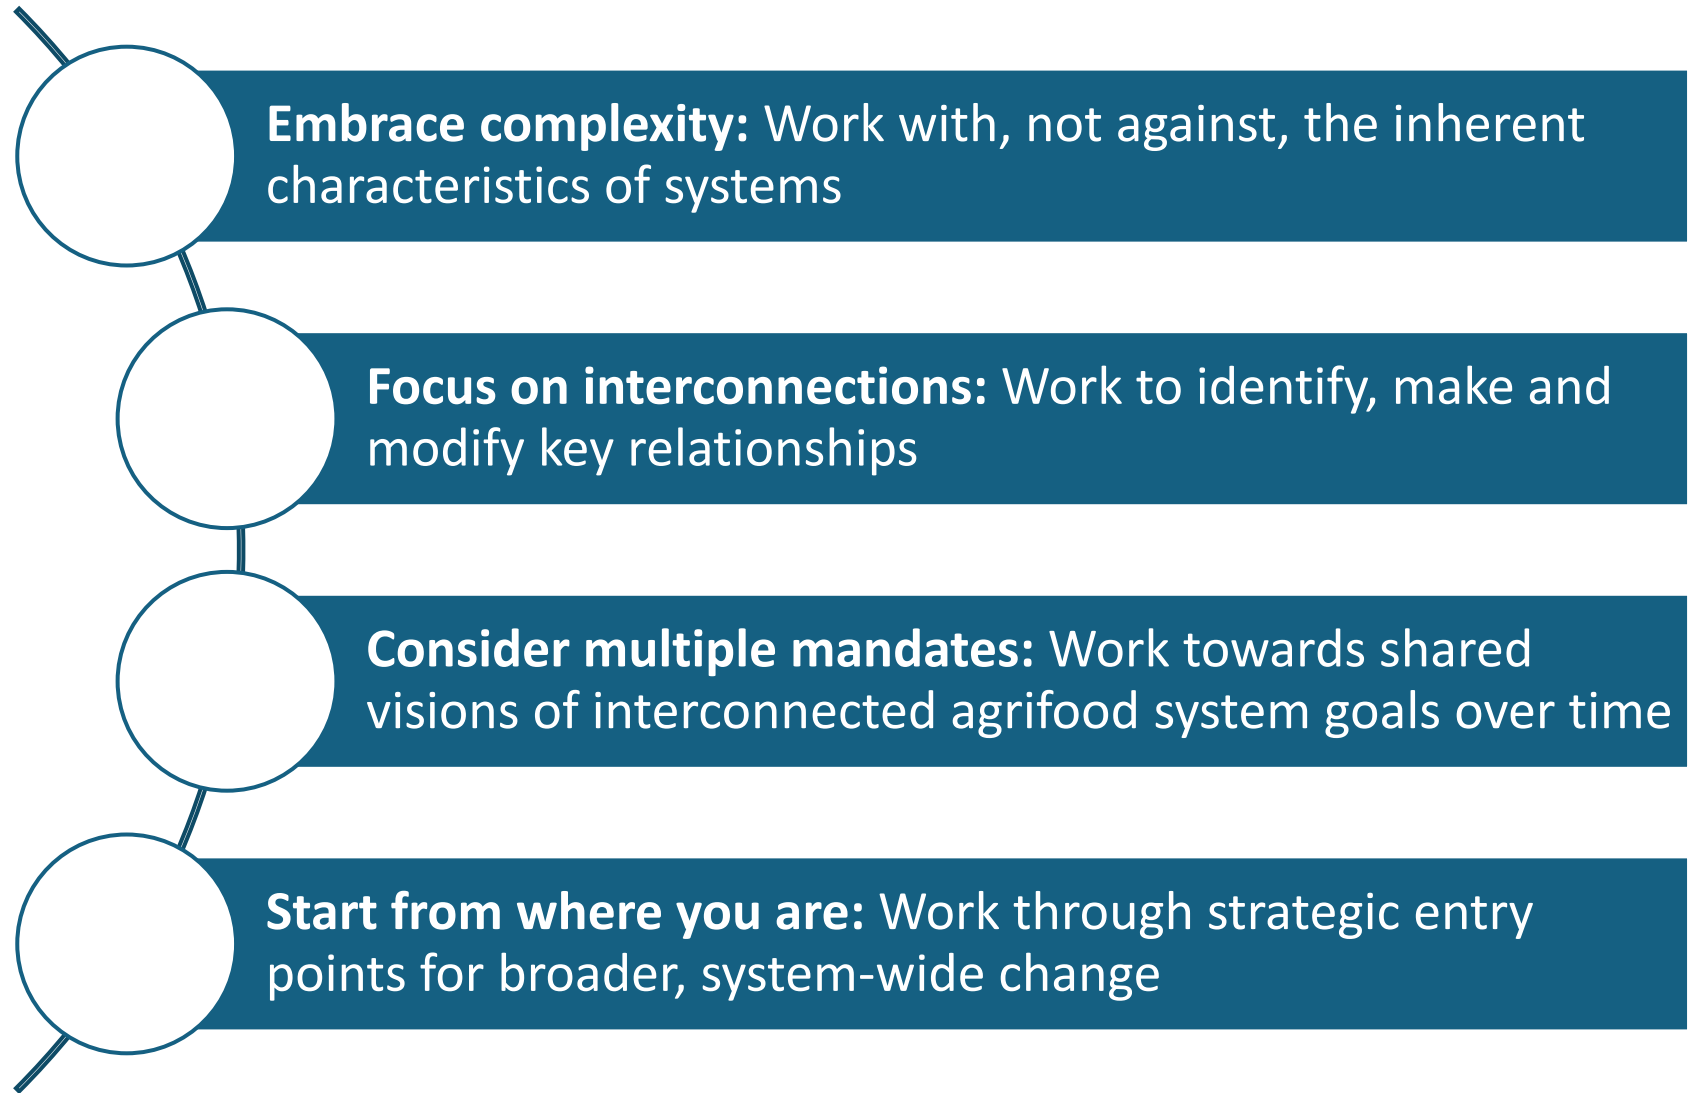 Embrace complexity: Work with, not against, the inherent
characteristics of systems
Focus on interconnections: Work to identify, make and
modify key relationships
Consider multiple mandates: Work towards shared
visions of interconnected agrifood system goals over time
Start from where you are: Work through strategic entry
points for broader, system-wide change